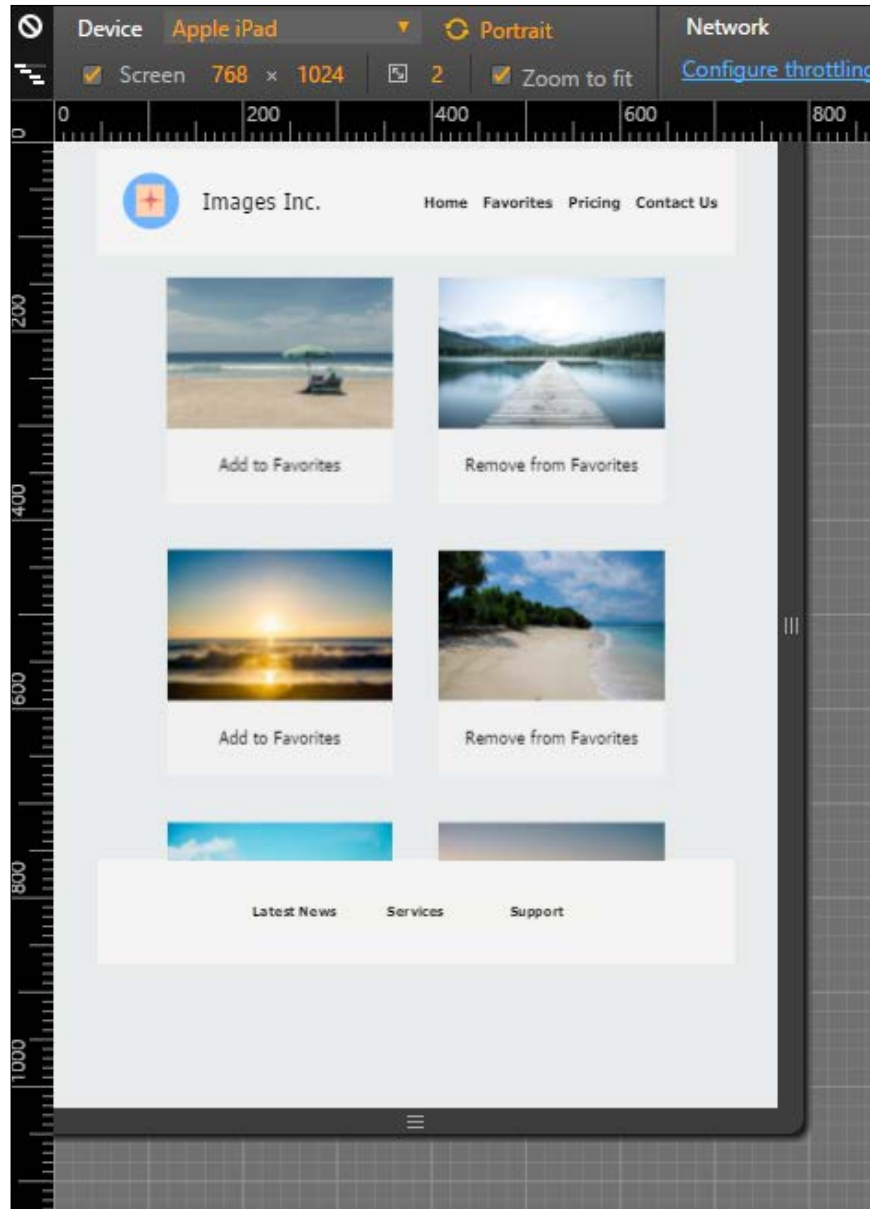 Device Apple iPad Portrait Network
Screen 768 × 1024 2 Zoom to fit Configure throttling
0 200 400 600 800
0
Images Inc. Home Favorites Pricing Contact Us
200
Add to Favorites Remove from Favorites
400
600
Add to Favorites Remove from Favorites
800
Latest News Services Support
1000